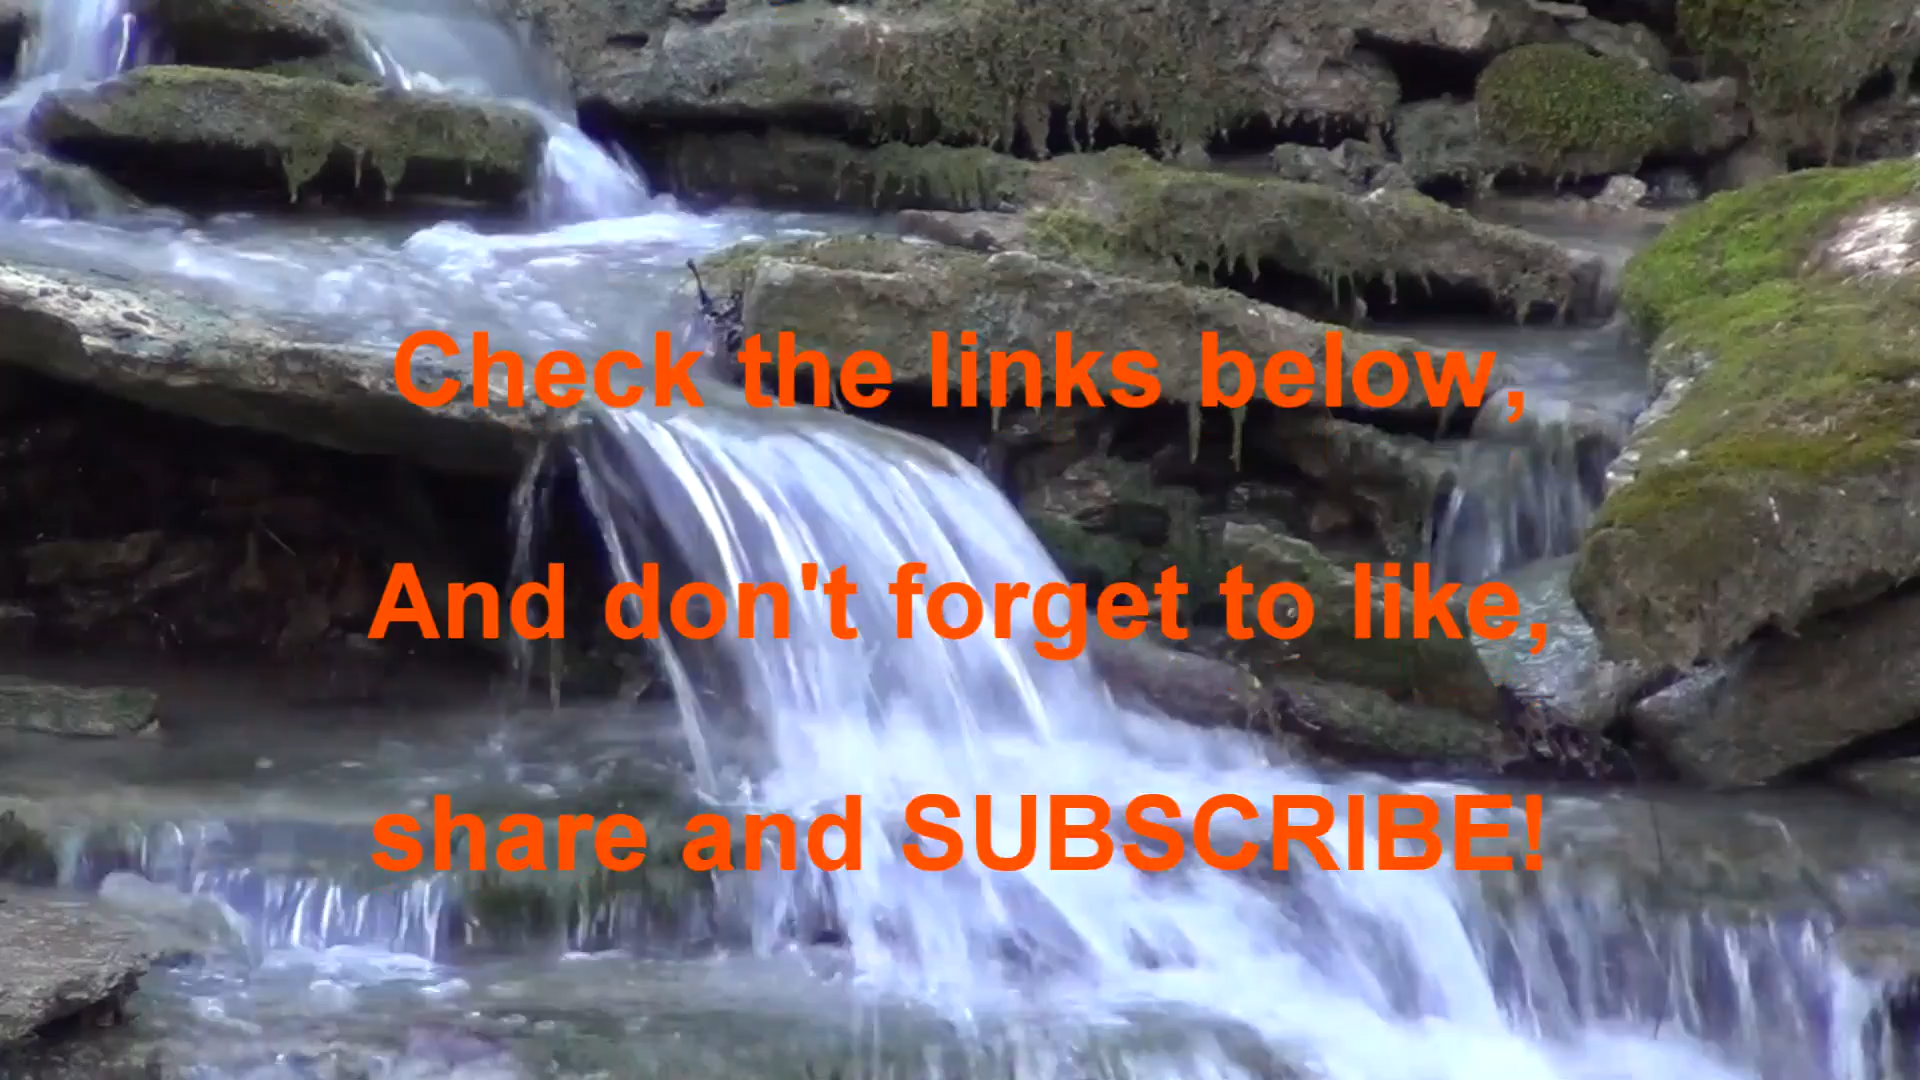 Check the links below,
And don't forget to like,
share and SUBSCRIBE!